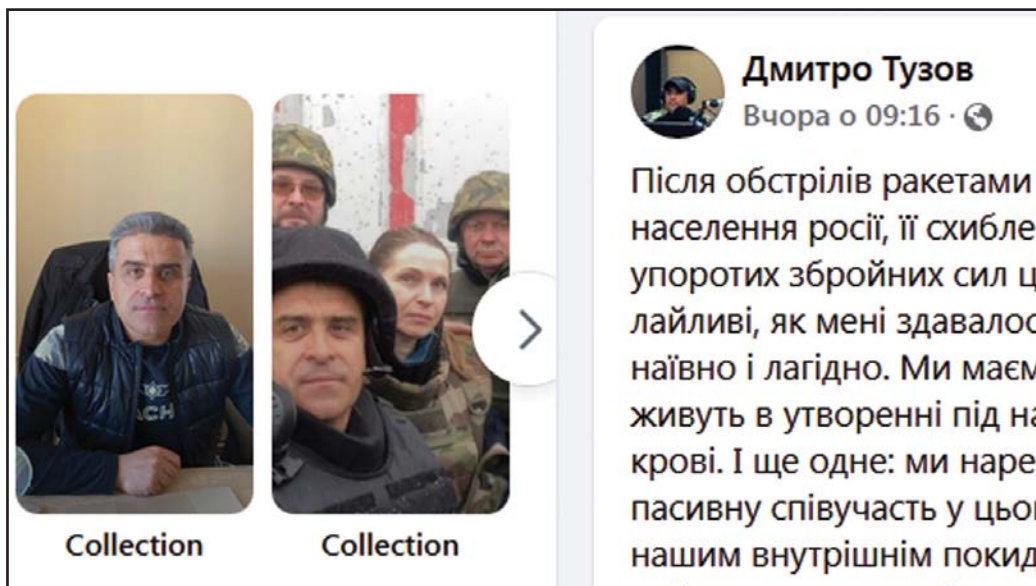 ACH
Collection
Collection
Дмитро Тузов
Вчора о 09:16 ·
Після обстрілів ракетами
населення росії, її схибле
упоротих збройних сил ц
лайливі, як мені здавалос
наївно і лагідно. Ми маєм
живуть в утворенні під на
крові. І ще одне: ми наре
пасивну співучасть у цьо
нашим внутрішнім покид